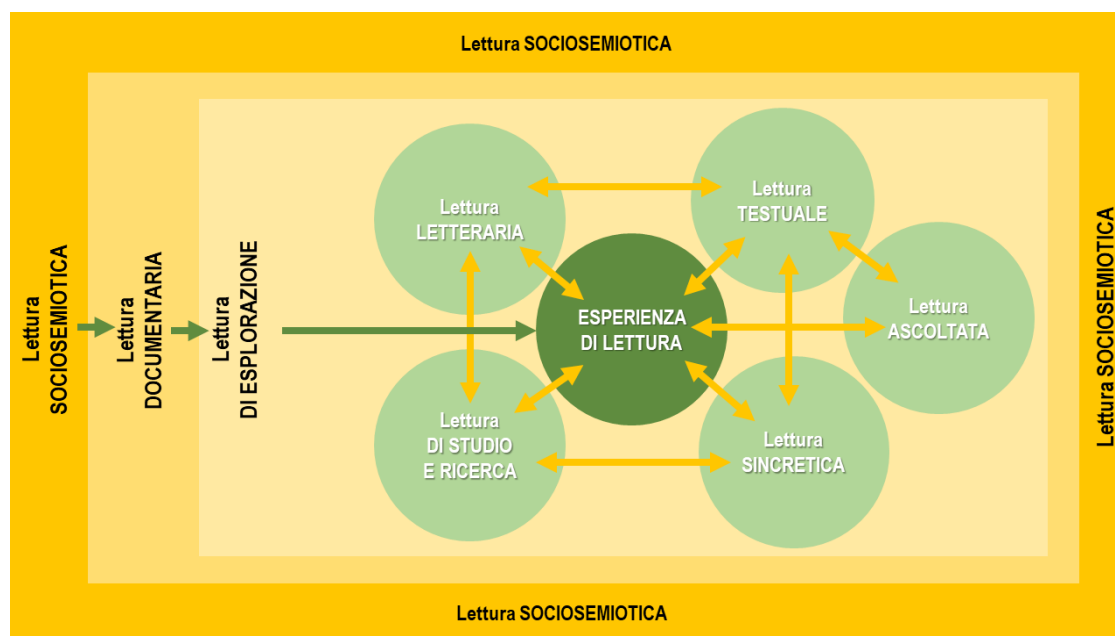 Lettura SOCIOSEMIOTICA
Lettura
SOCIOSEMIOTICA
Lettura
DOCUMENTARIA
Lettura
DI ESPLORAZIONE
Lettura
LETTERARIA
Lettura
TESTUALE
ESPERIENZA
DI LETTURA
Lettura
ASCOLTATA
Lettura
DI STUDIO
E RICERCA
Lettura
SINCRETICA
Lettura SOCIOSEMIOTICA
Lettura SOCIOSEMIOTICA